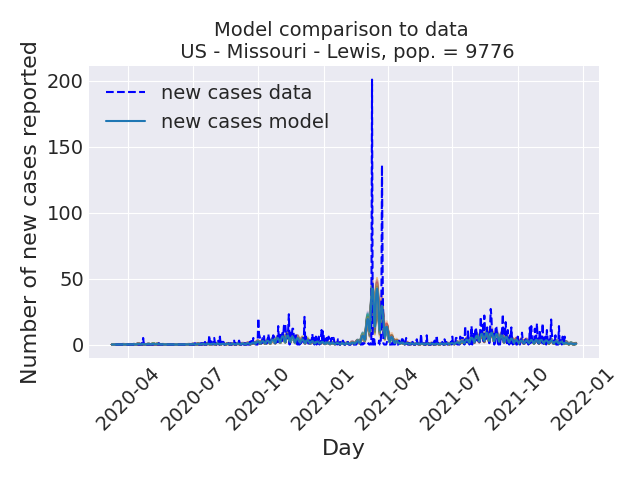 Model comparison to data
US - Missouri - Lewis, pop. = 9776
Number of new cases reported
200
150
100
50
0
new cases data
new cases model
2020-04
2020-07
2020-10
2021-01
2021-04
2021-07
2021-10
2022-01
Day